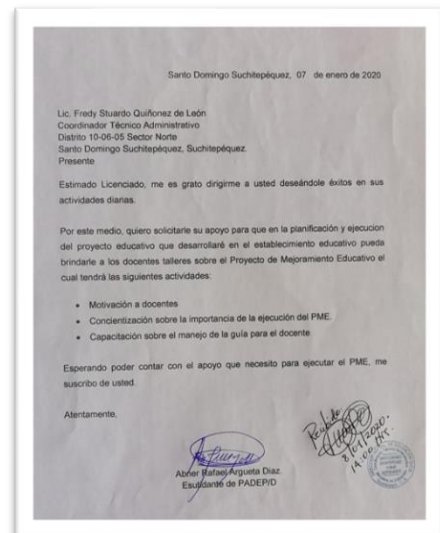 Santo Domingo Suchitepéquez, 07 de enero de 2020
Lic. Fredy Stuardo Quiñonez de León
Coordinador Técnico Administrativo
Distrito 10-06-05 Sector Norte
Santo Domingo Suchitepéquez, Suchitepéquez
Presente
Estimado Licenciado, me es grato dirigirme a usted deseándole éxitos en sus
actividades diarias.
Por este medio, quiero solicitarle su apoyo para que en la planificación y ejecucion
del proyecto educativo que desarrollaré en el establecimiento educativo pueda
brindarle a los docentes talleres sobre el Proyecto de Mejoramiento Educativo el
cual tendrá las siguientes actividades:
• Motivación a docentes
• Concientización sobre la importancia de la ejecución del PME.
• Capacitación sobre el manejo de la guía para el docente
Esperando poder contar con el apoyo que necesito para ejecutar el PME, me
suscribo de usted.
Atentamente.
Recibido
8/01/2020.
14:00 Hrs.
Abner Rafael Argueta Diaz.
Esutidante de PADEP/D